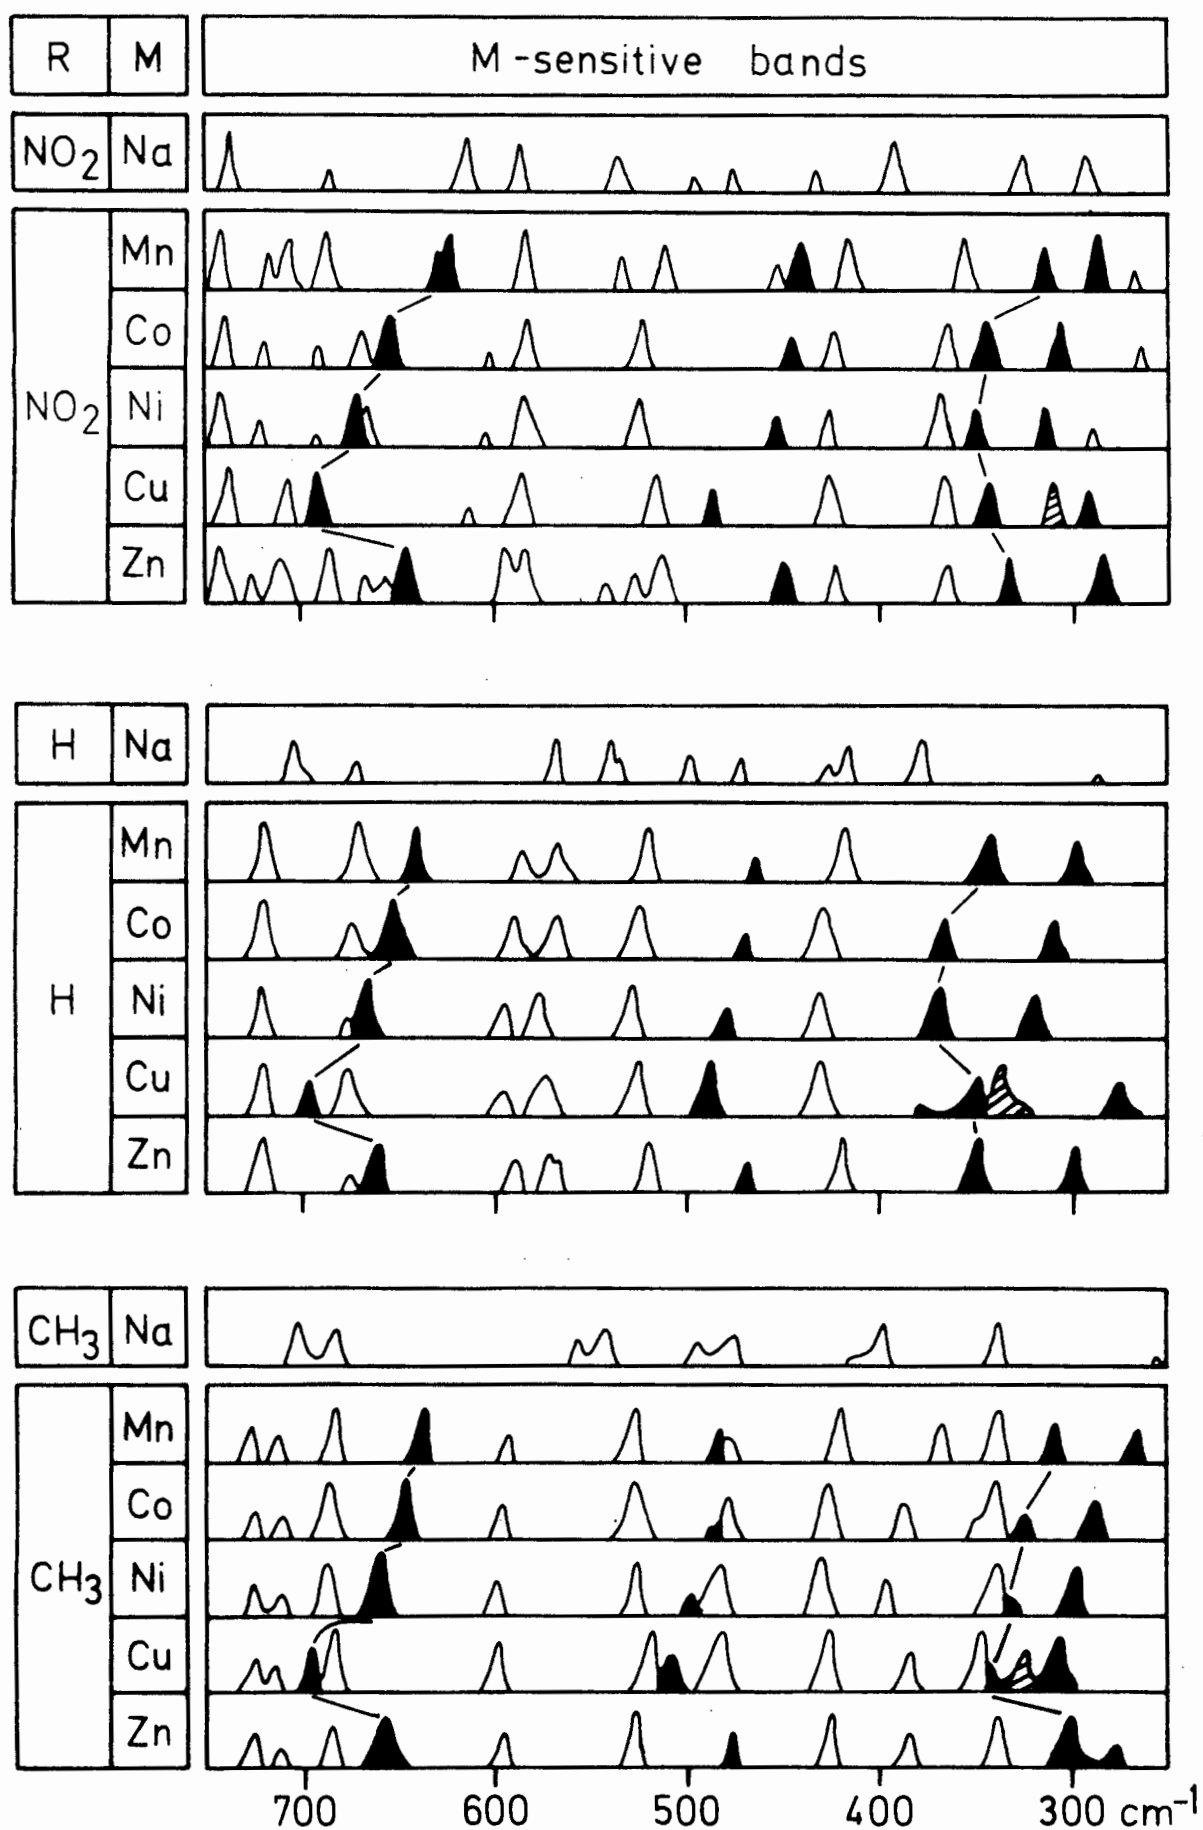 R M M-sensitive bands
NO2 Na
Mn
Co
NO2 Ni
Cu
Zn
H Na
Mn
Co
H Ni
Cu
Zn
CH3 Na
Mn
Co
CH3 Ni
Cu
Zn
700 600 500 400 300 cm-1